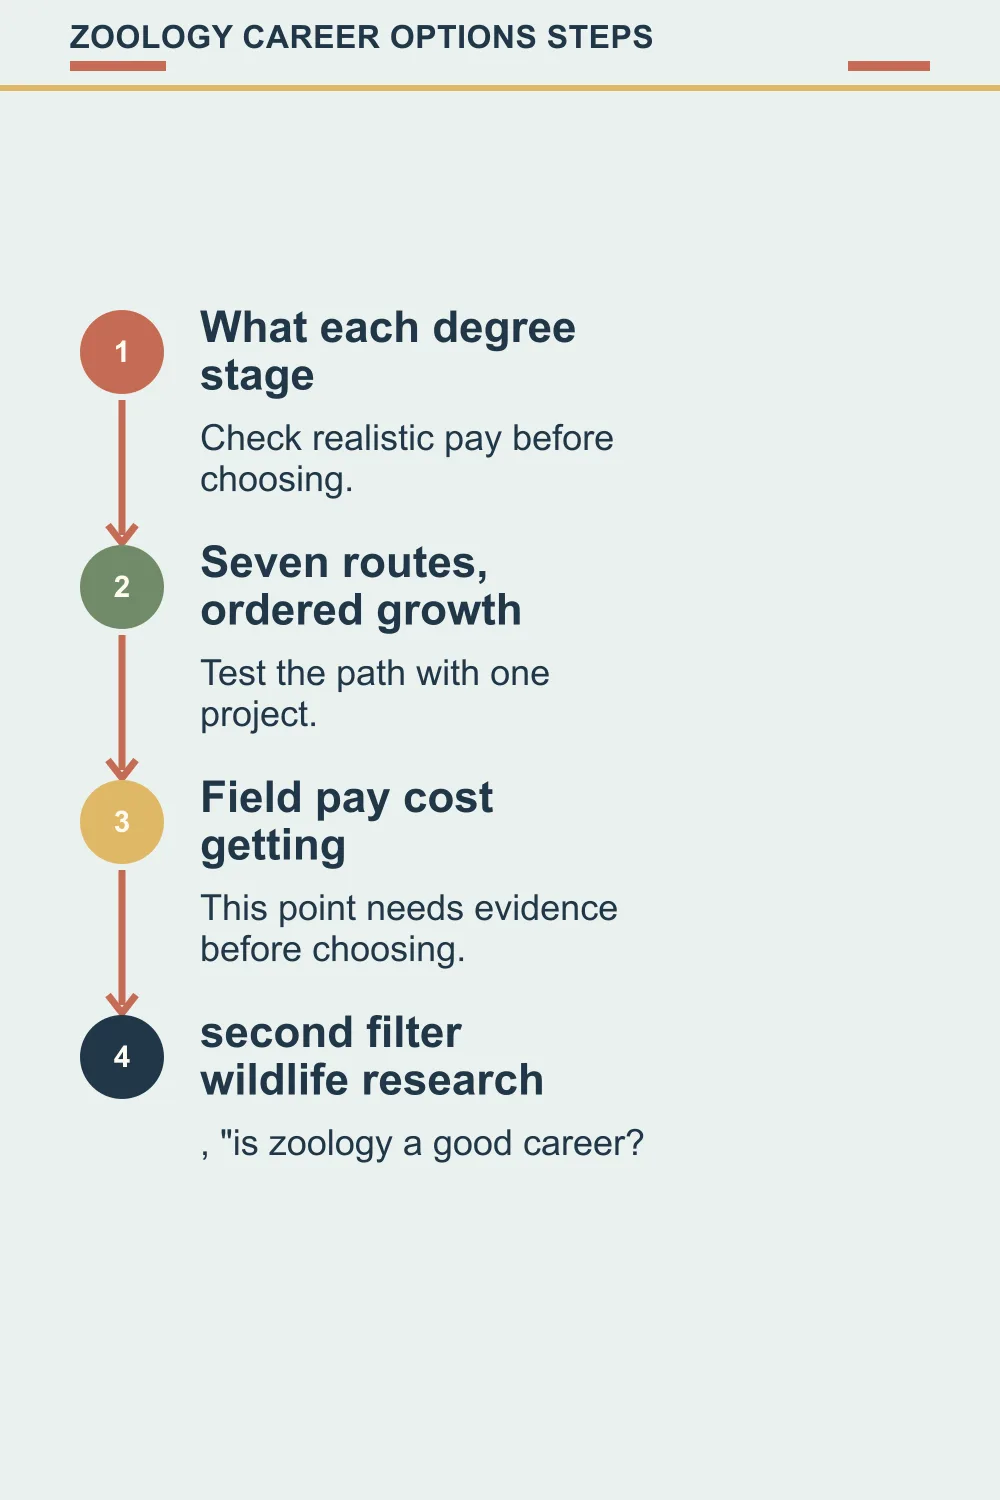 ZOOLOGY CAREER OPTIONS STEPS
1
What each degree
stage
Check realistic pay before
choosing.
2
Seven routes,
ordered growth
Test the path with one
project.
3
Field pay cost
getting
This point needs evidence
before choosing.
4
second filter
wildlife research
, "is zoology a good career?